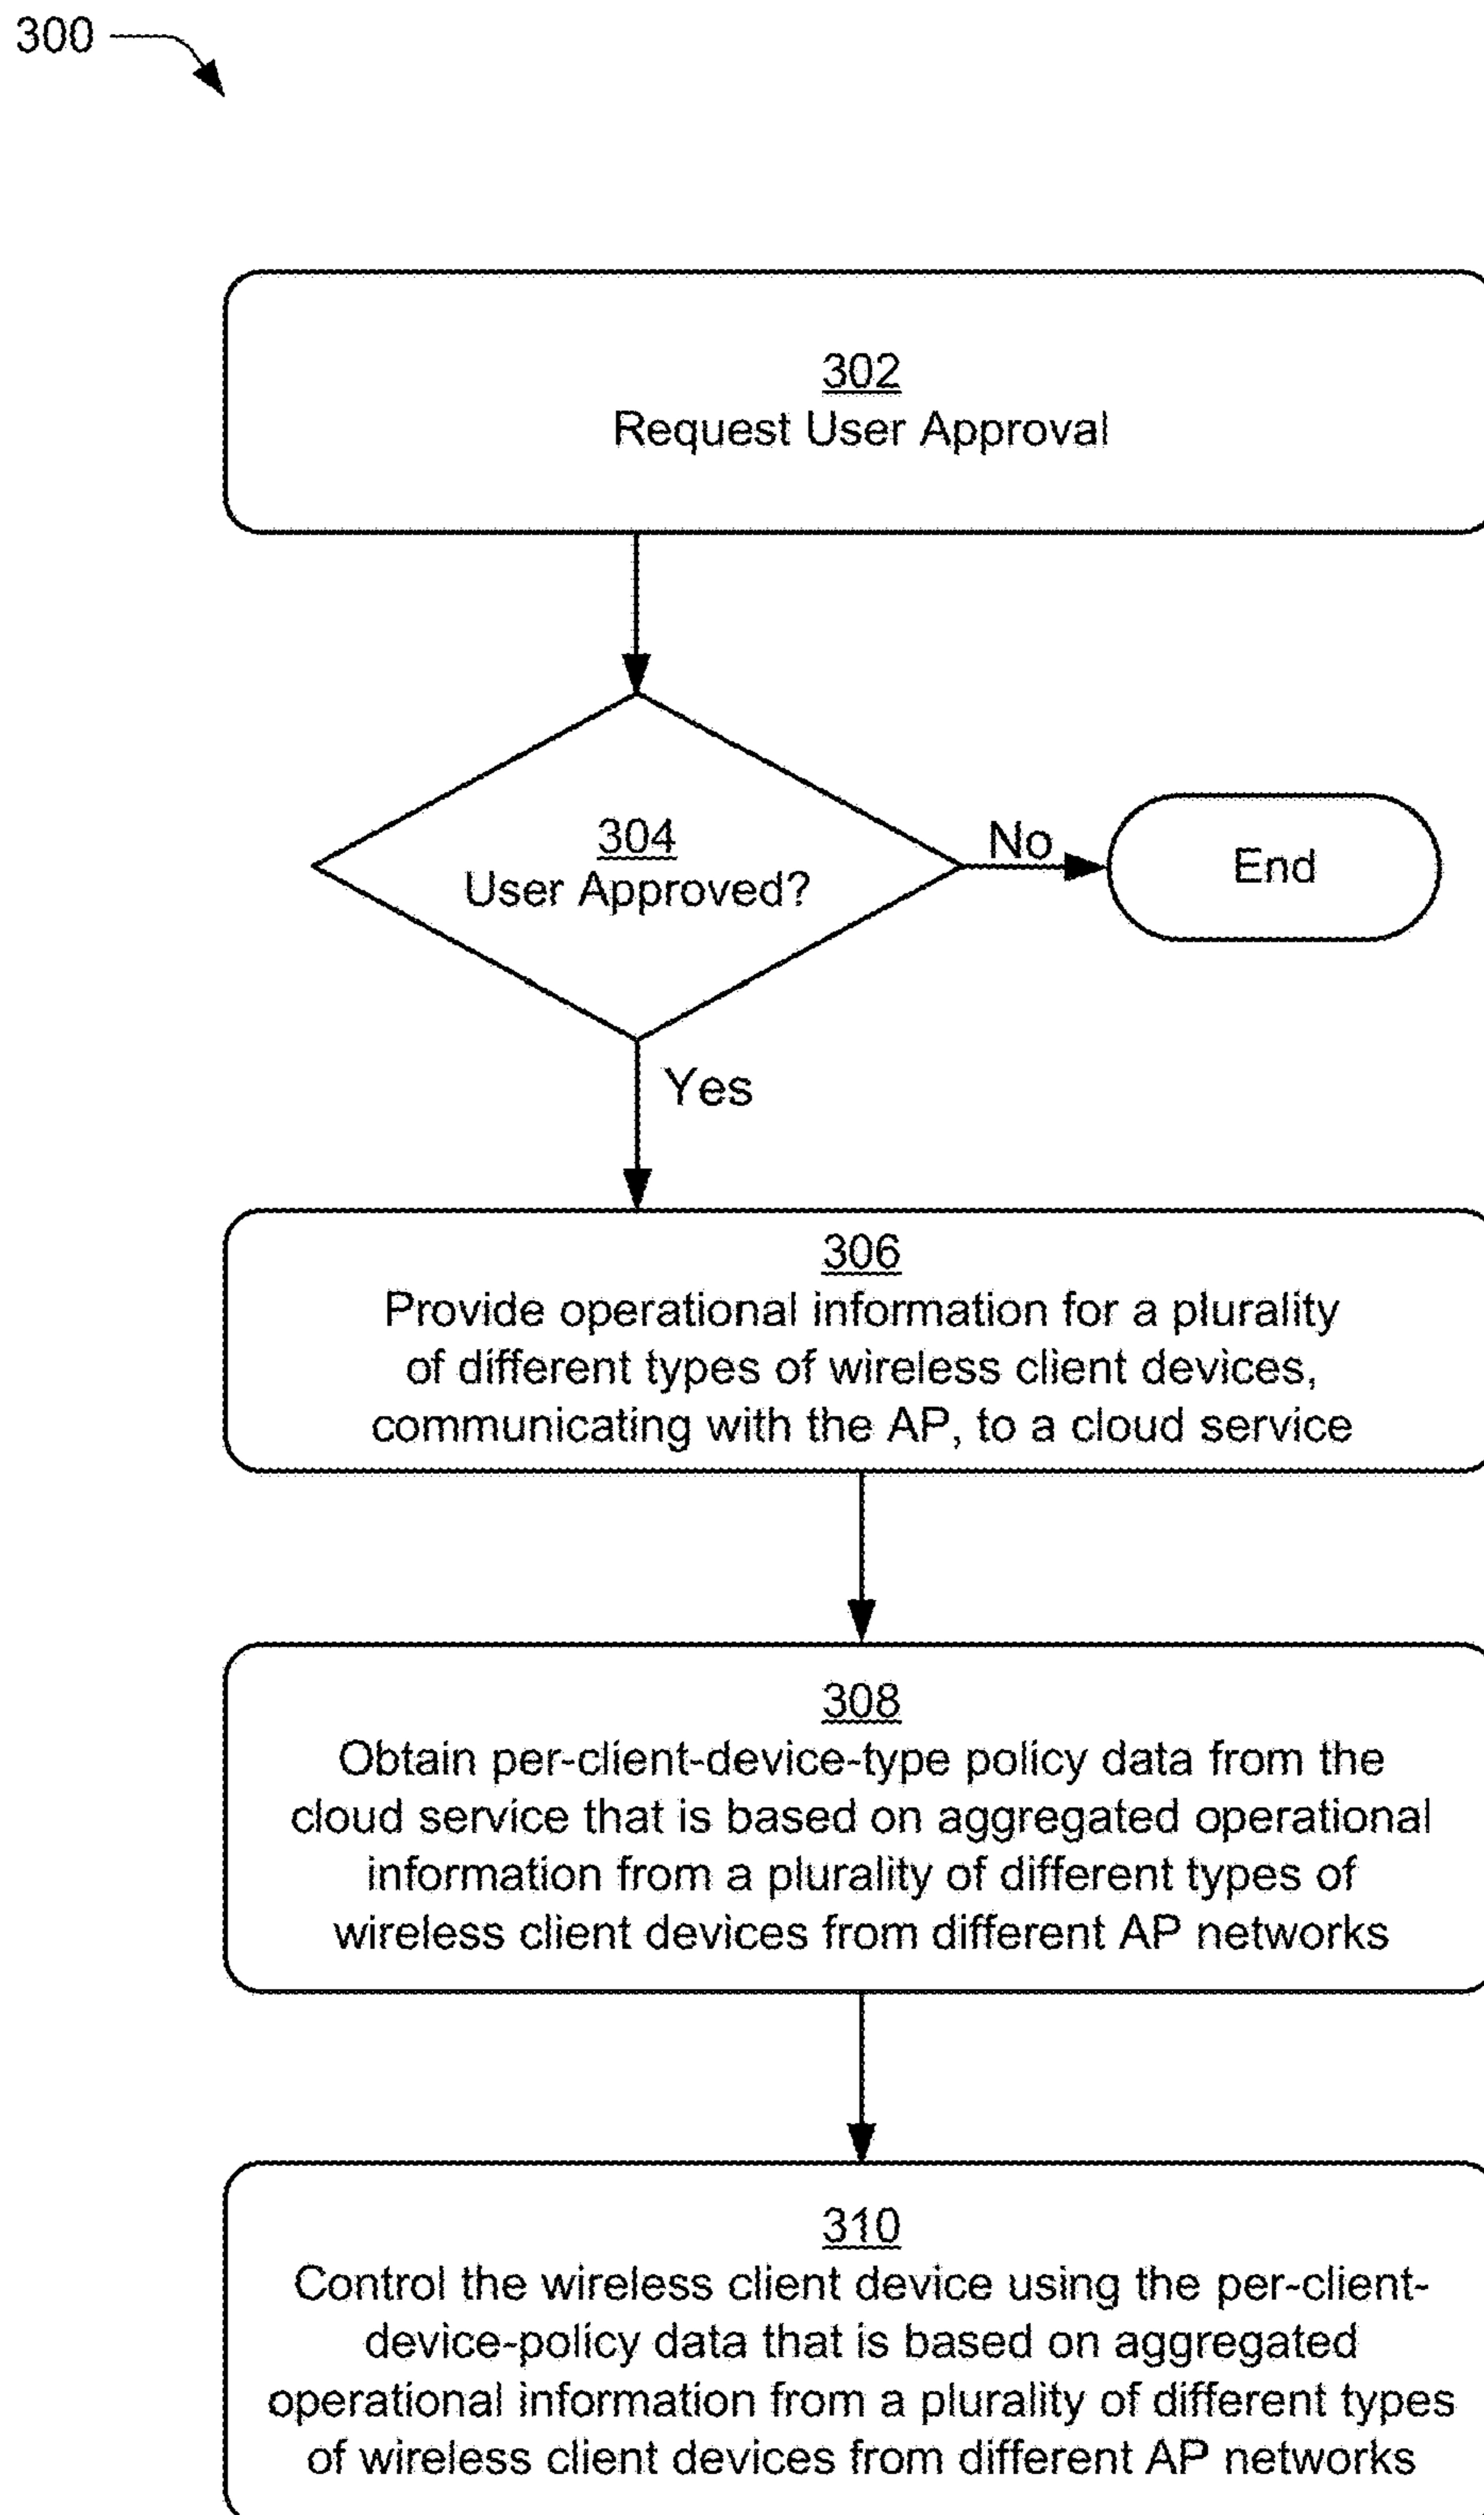 300
302
Request User Approval
304
User Approved?
No
End
Yes
306
Provide operational information for a plurality
of different types of wireless client devices,
communicating with the AP, to a cloud service
308
Obtain per-client-device-type policy data from the
cloud service that is based on aggregated operational
information from a plurality of different types of
wireless client devices from different AP networks
310
Control the wireless client device using the per-client-
device-policy data that is based on aggregated
operational information from a plurality of different types
of wireless client devices from different AP networks